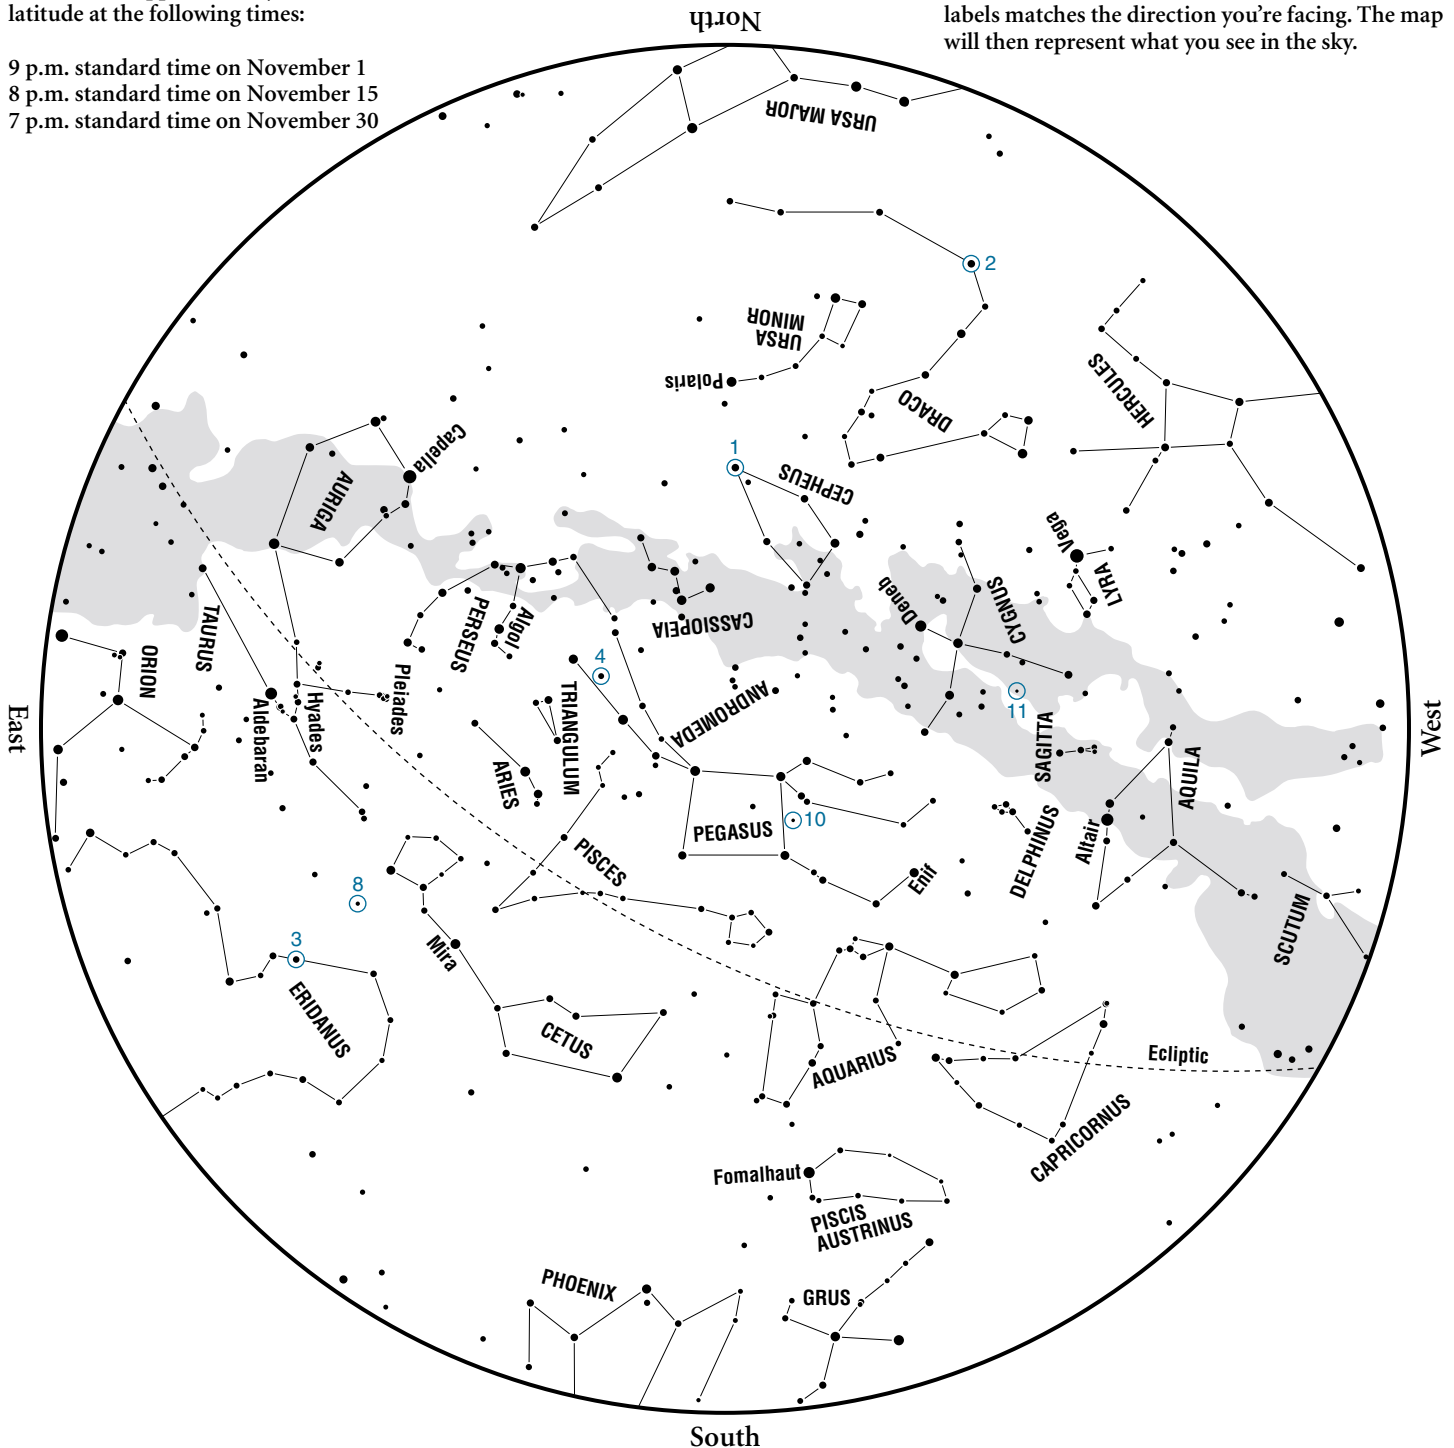 latitude at the following times:
9 p.m. standard time on November 1
8 p.m. standard time on November 15
7 p.m. standard time on November 30
labels matches the direction you're facing. The map
will then represent what you see in the sky.
North
URSA MAJOR
2
URSA
MINOR
Polaris
HERCULES
DRACO
1
CEPHEUS
Capella
AURIGA
Vega
LYRA
Deneb
CYGNUS
CASSIOPEIA
PERSEUS
Algol
TAURUS
ORION
Pleiades
4
ANDROMEDA
TRIANGULUM
11
SAGITTA
East
West
Aldebaran
Hyades
ARIES
AQUILA
PEGASUS
10
DELPHINUS
Altair
PISCES
Enif
8
Mira
SCUTUM
3
ERIDANUS
CETUS
AQUARIUS
Ecliptic
CAPRICORNUS
Fomalhaut
PISCIS
AUSTRINUS
PHOENIX
GRUS
South